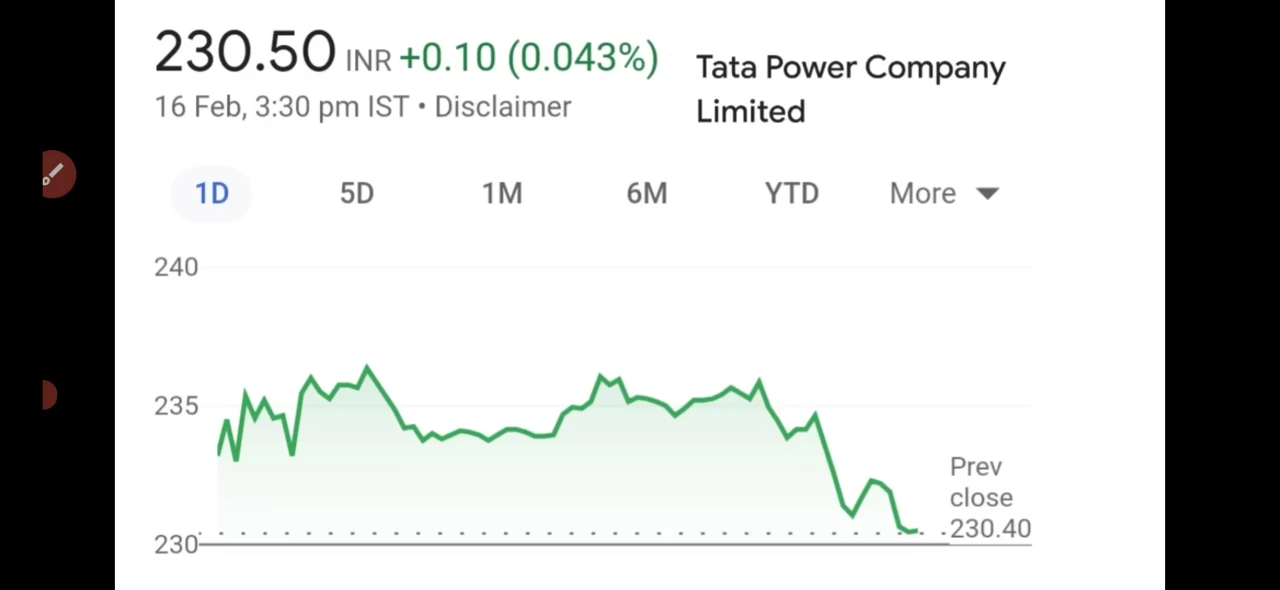 230.50 INR +0.10 (0.043%)
16 Feb, 3:30 pm IST • Disclaimer
Tata Power Company
Limited
1D 5D 1M 6M YTD More
240
235
230
Prev
close
230.40